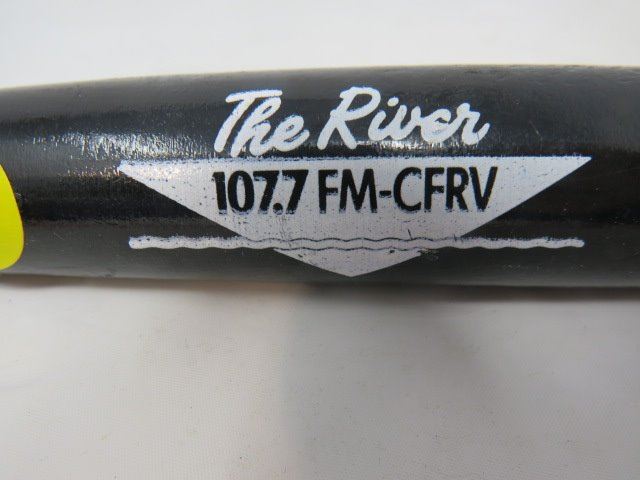 The River
107.7 FM-CFRV